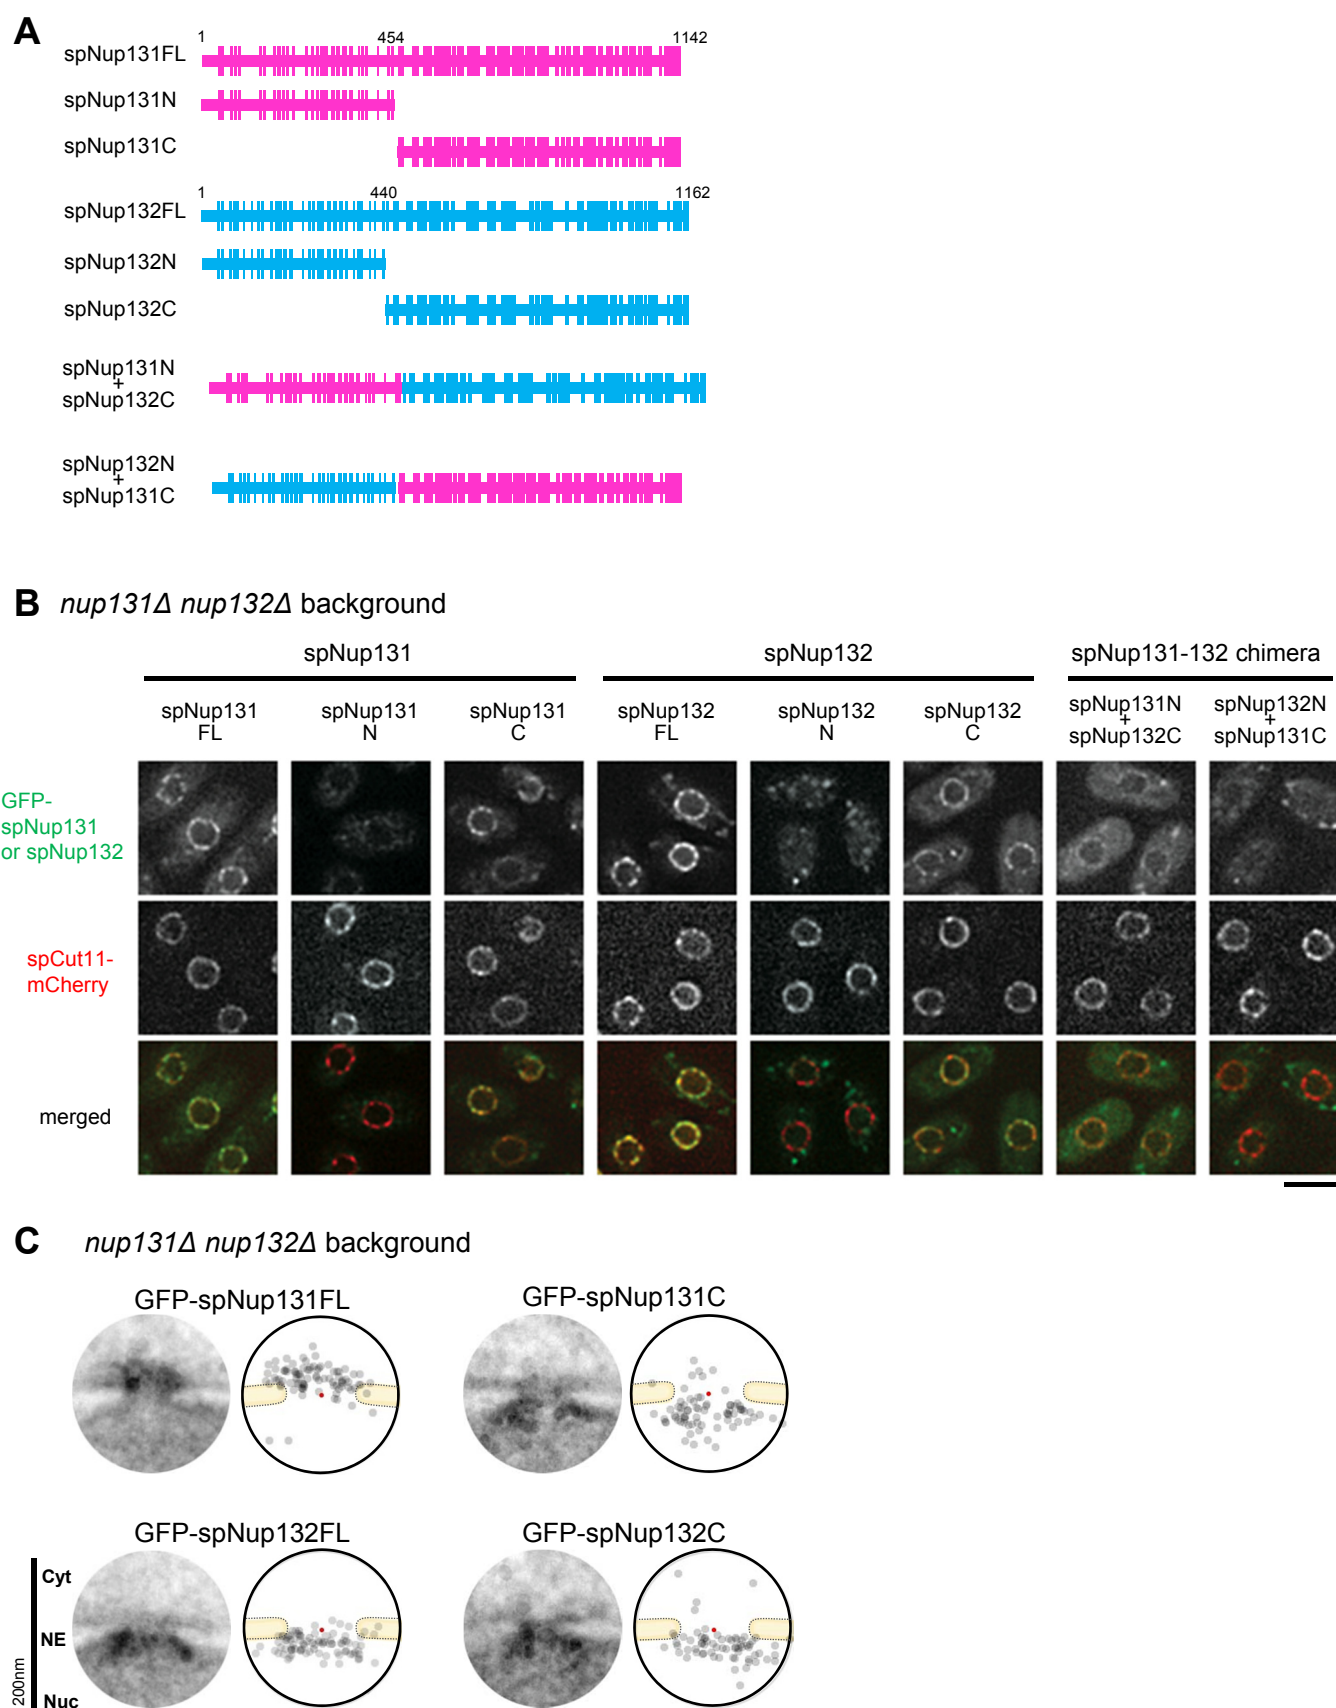 A
1 454 1142
spNup131FL
spNup131N
spNup131C
1 440 1162
spNup132FL
spNup132N
spNup132C
spNup131N
+
spNup132C
spNup132N
+
spNup131C
B nup131Δ nup132Δ background
spNup131 spNup132 spNup131-132 chimera
spNup131 FL
spNup131 N
spNup131 C
spNup132 FL
spNup132 N
spNup132 C
spNup131N + spNup132C
spNup132N + spNup131C
GFP-
spNup131
or spNup132
spCut11-
mCherry
merged
C nup131Δ nup132Δ background
GFP-spNup131FL GFP-spNup131C
GFP-spNup132FL GFP-spNup132C
Cyt
NE
Nuc
200nm